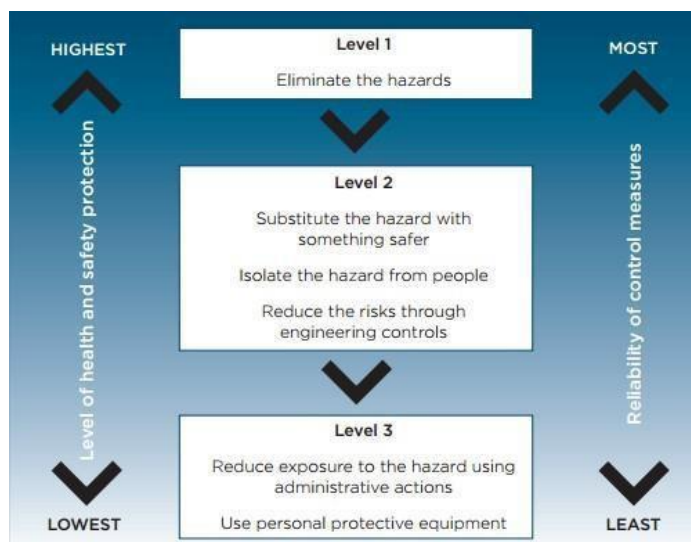 HIGHEST
Level of health and safety protection
LOWEST
Level 1
Eliminate the hazards
Level 2
Substitute the hazard with
something safer
Isolate the hazard from people
Reduce the risks through
engineering controls
Level 3
Reduce exposure to the hazard using
administrative actions
Use personal protective equipment
MOST
Reliability of control measures
LEAST